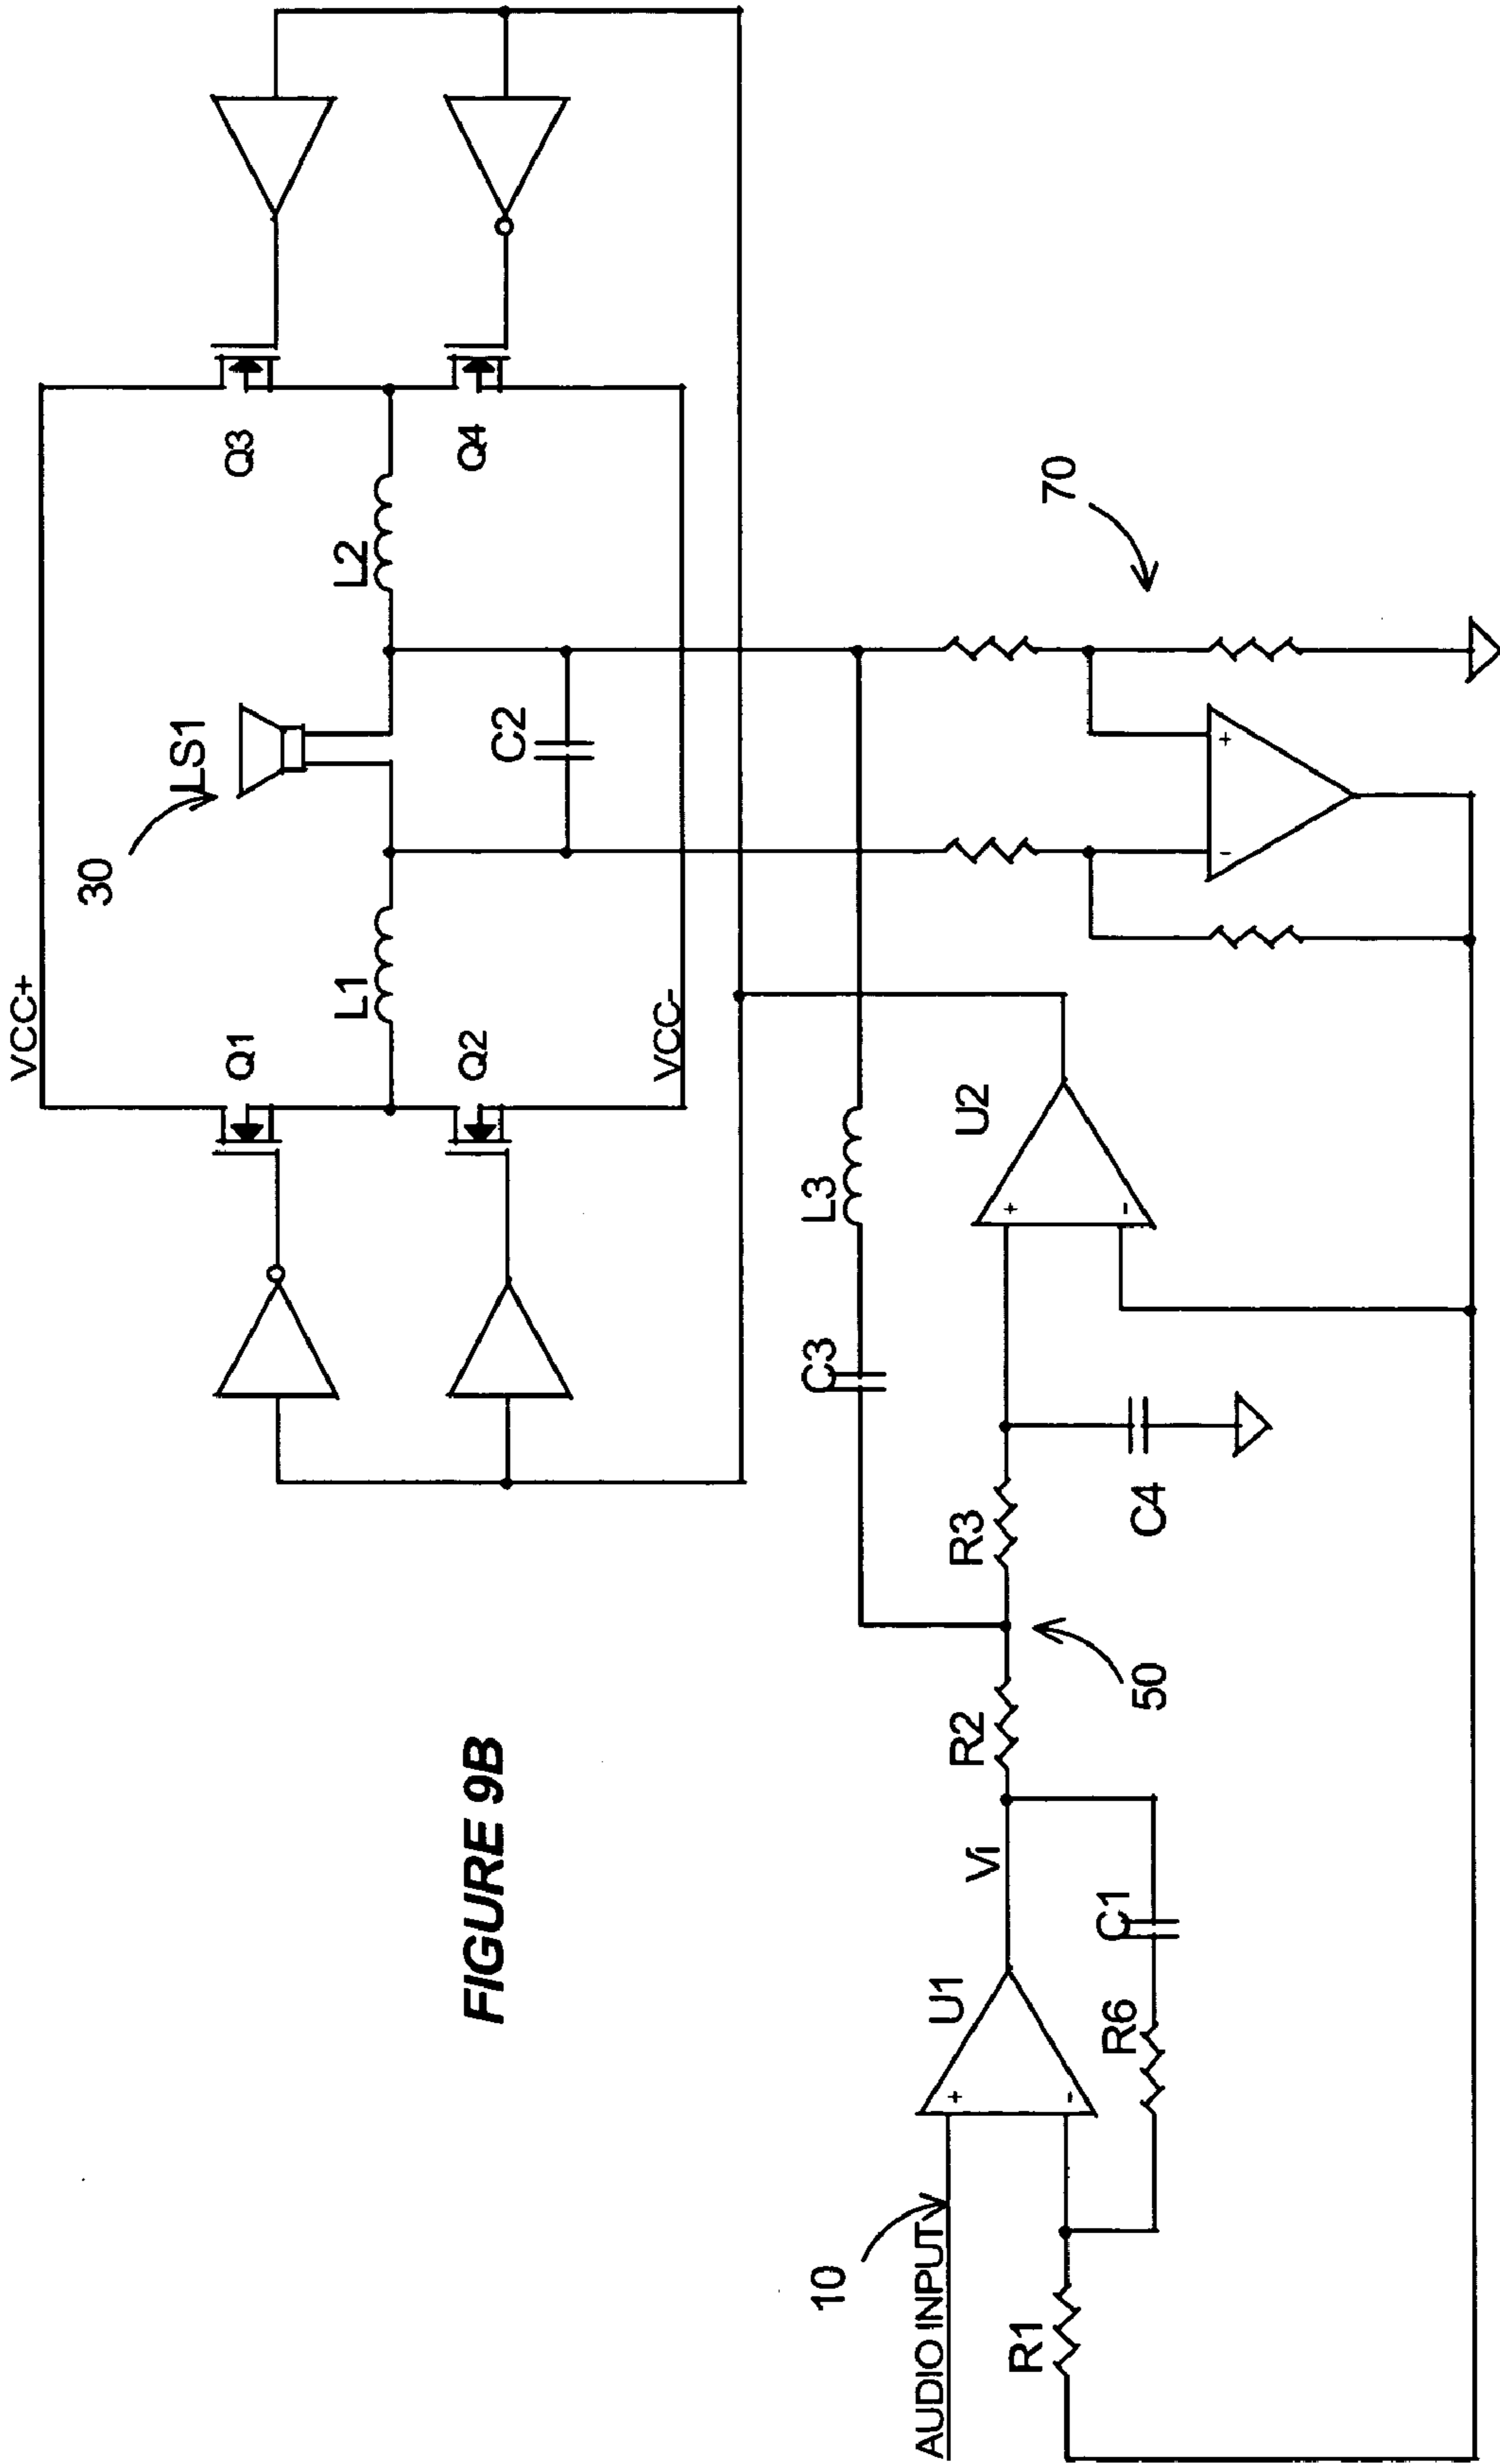 FIGURE 9B
VCC+
30
LS1
Q1
L1
L2
Q3
Q2
C2
Q4
VCC-
70
C3
L3
10
AUDIO INPUT
U1
Vi
R2
R3
U2
+
-
+
-
+
-
R1
R6
C1
50
C4